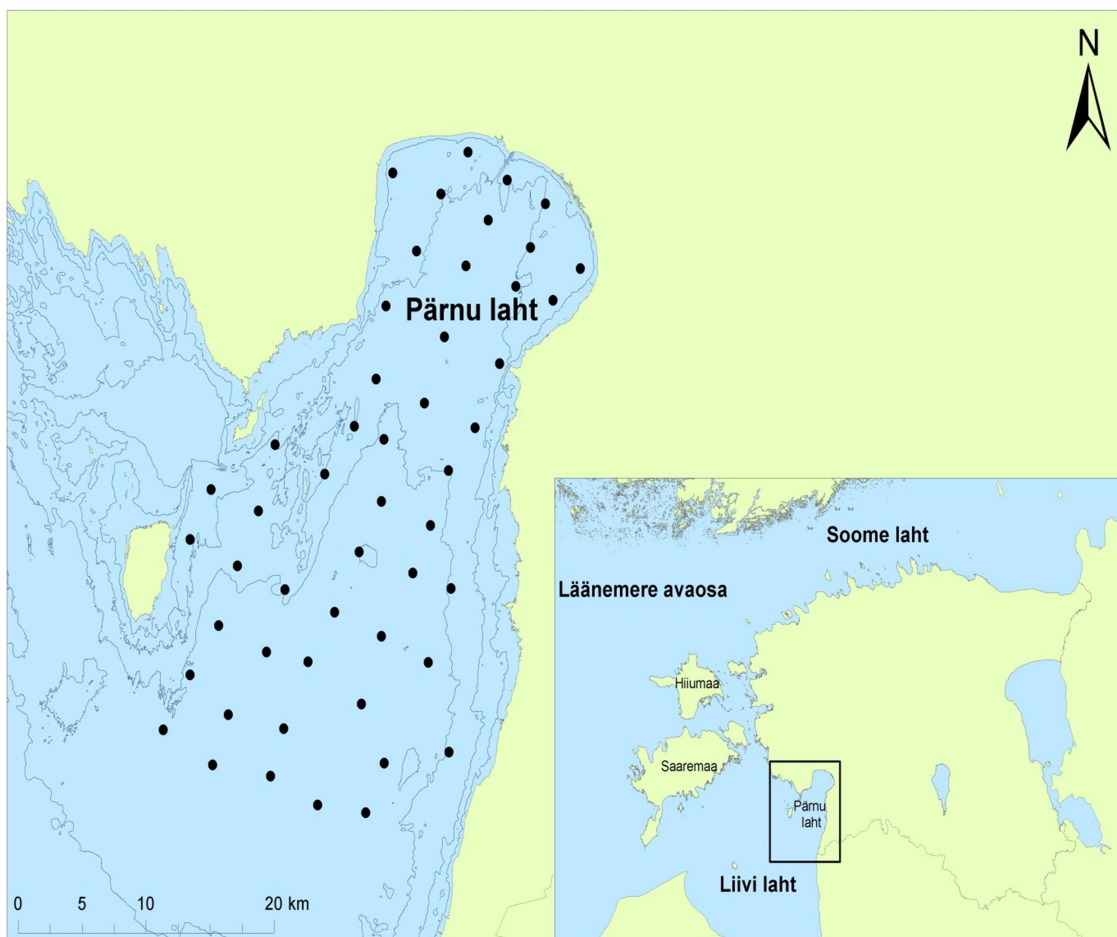 N
Pärnu laht
Soome laht
Läänemere avaosa
Hiiumaa
Saaremaa
Pärnu
laht
Liivi laht
0 5 10 20 km